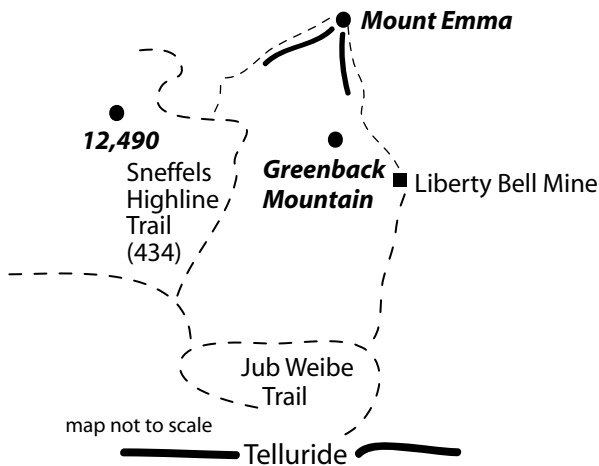 Mount Emma
12,490
Sneffels
Highline
Trail
(434)
Greenback
Mountain
Liberty Bell Mine
Jub Weibe
Trail
map not to scale
Telluride